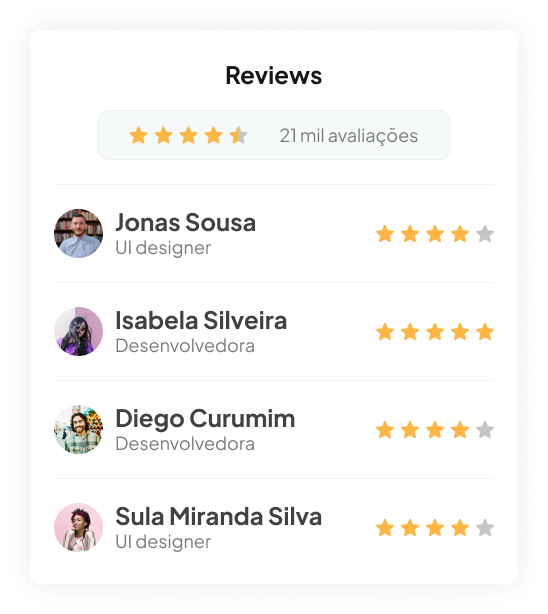 Reviews
21 mil avaliações
Jonas Sousa
UI designer
Isabela Silveira
Desenvolvedora
Diego Curumim
Desenvolvedora
Sula Miranda Silva
UI designer